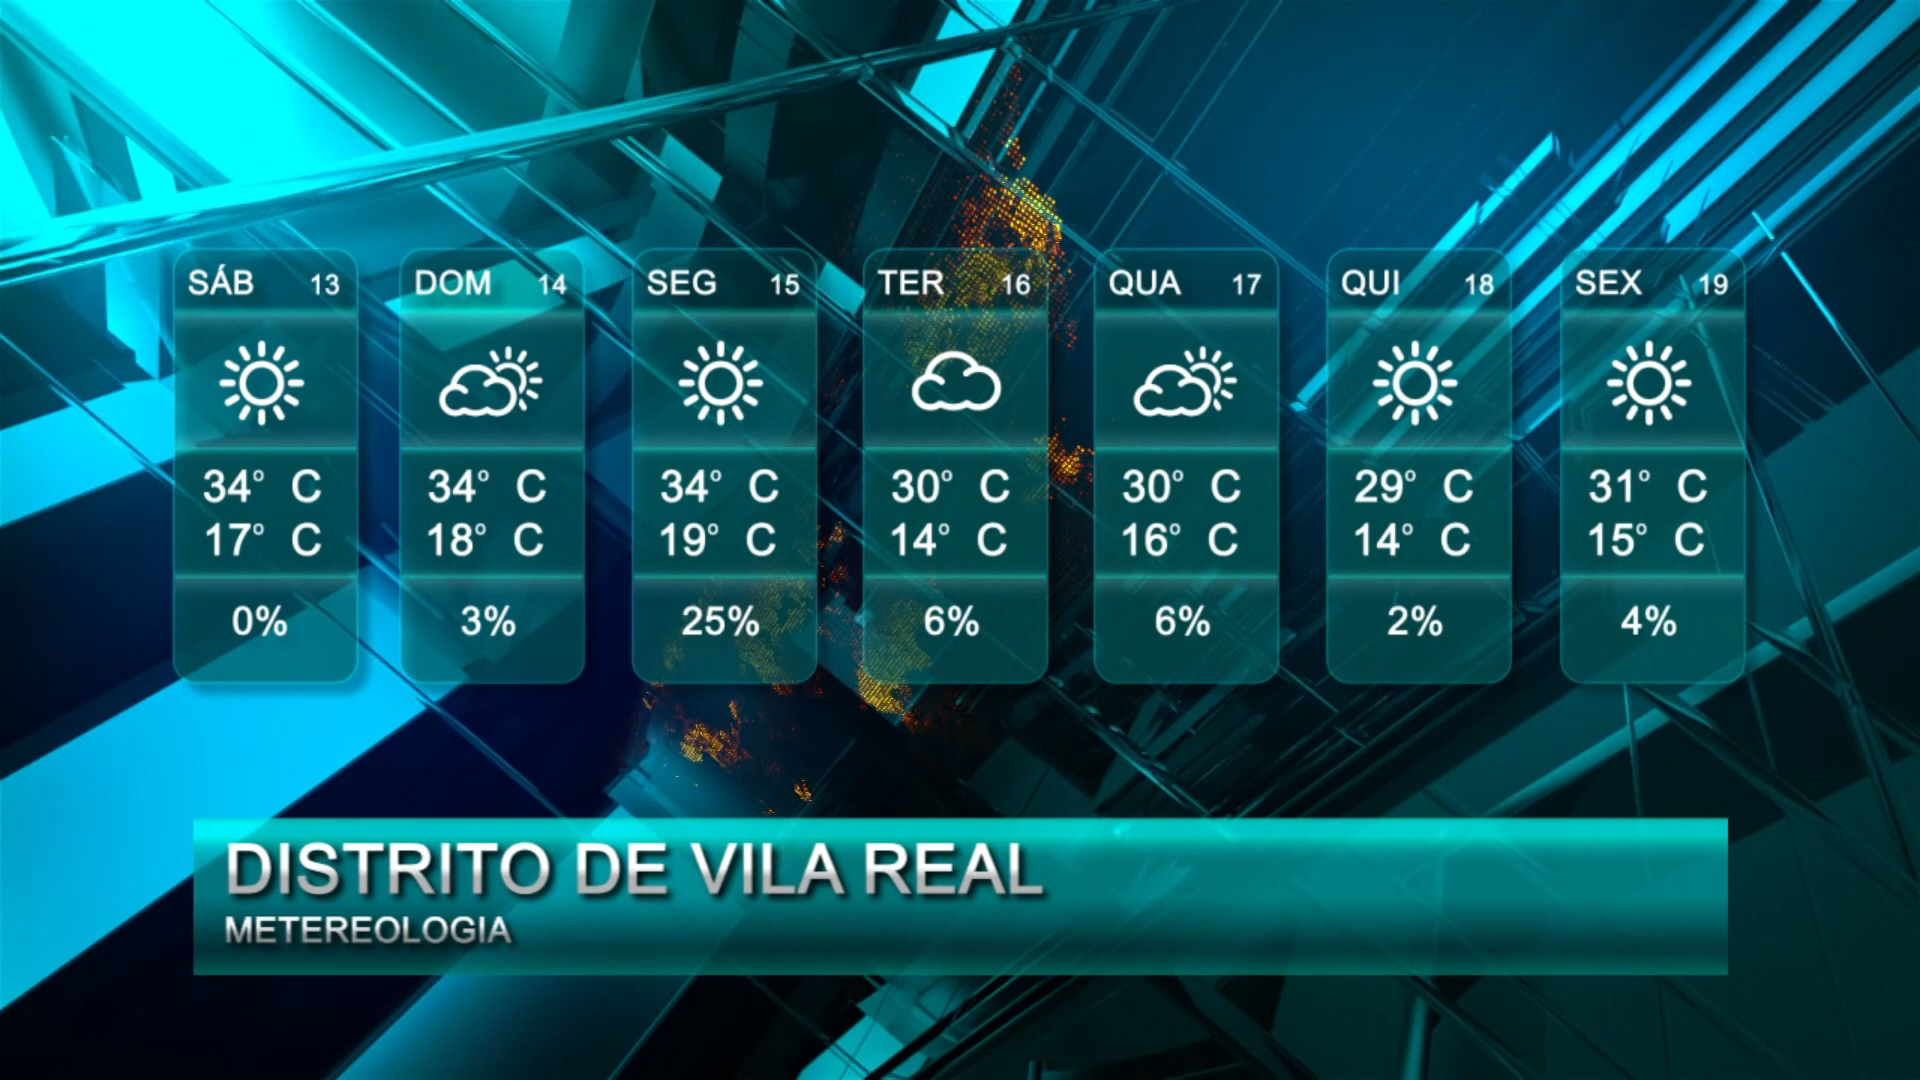 SÁB 13
34° C
17° C
0%
DOM 14
34° C
18° C
3%
SEG 15
34° C
19° C
25%
TER 16
30° C
14° C
6%
QUA 17
30° C
16° C
6%
QUI 18
29° C
14° C
2%
SEX 19
31° C
15° C
4%
DISTRITO DE VILA REAL
METEREOLOGIA